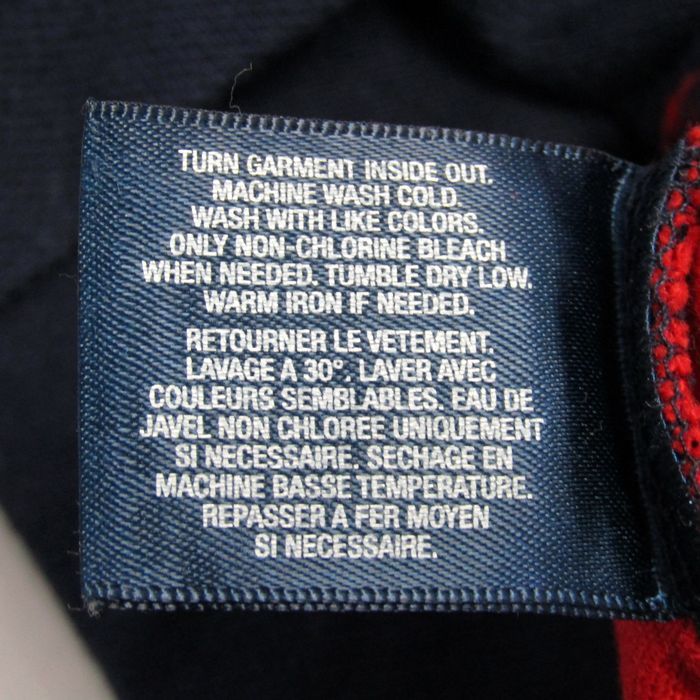 TURN GARMENT INSIDE OUT.
MACHINE WASH COLD.
WASH WITH LIKE COLORS.
ONLY NON-CHLORINE BLEACH
WHEN NEEDED. TUMBLE DRY LOW.
WARM IRON IF NEEDED.
RETOURNER LE VETEMENT.
LAVAGE A 30°. LAVER AVEC
COULEURS SEMBLABLES. EAU DE
JAVEL NON CHLOREE UNIQUEMENT
SI NECESSAIRE. SECHAGE EN
MACHINE BASSE TEMPERATURE.
REPASSER A FER MOYEN
SI NECESSAIRE.